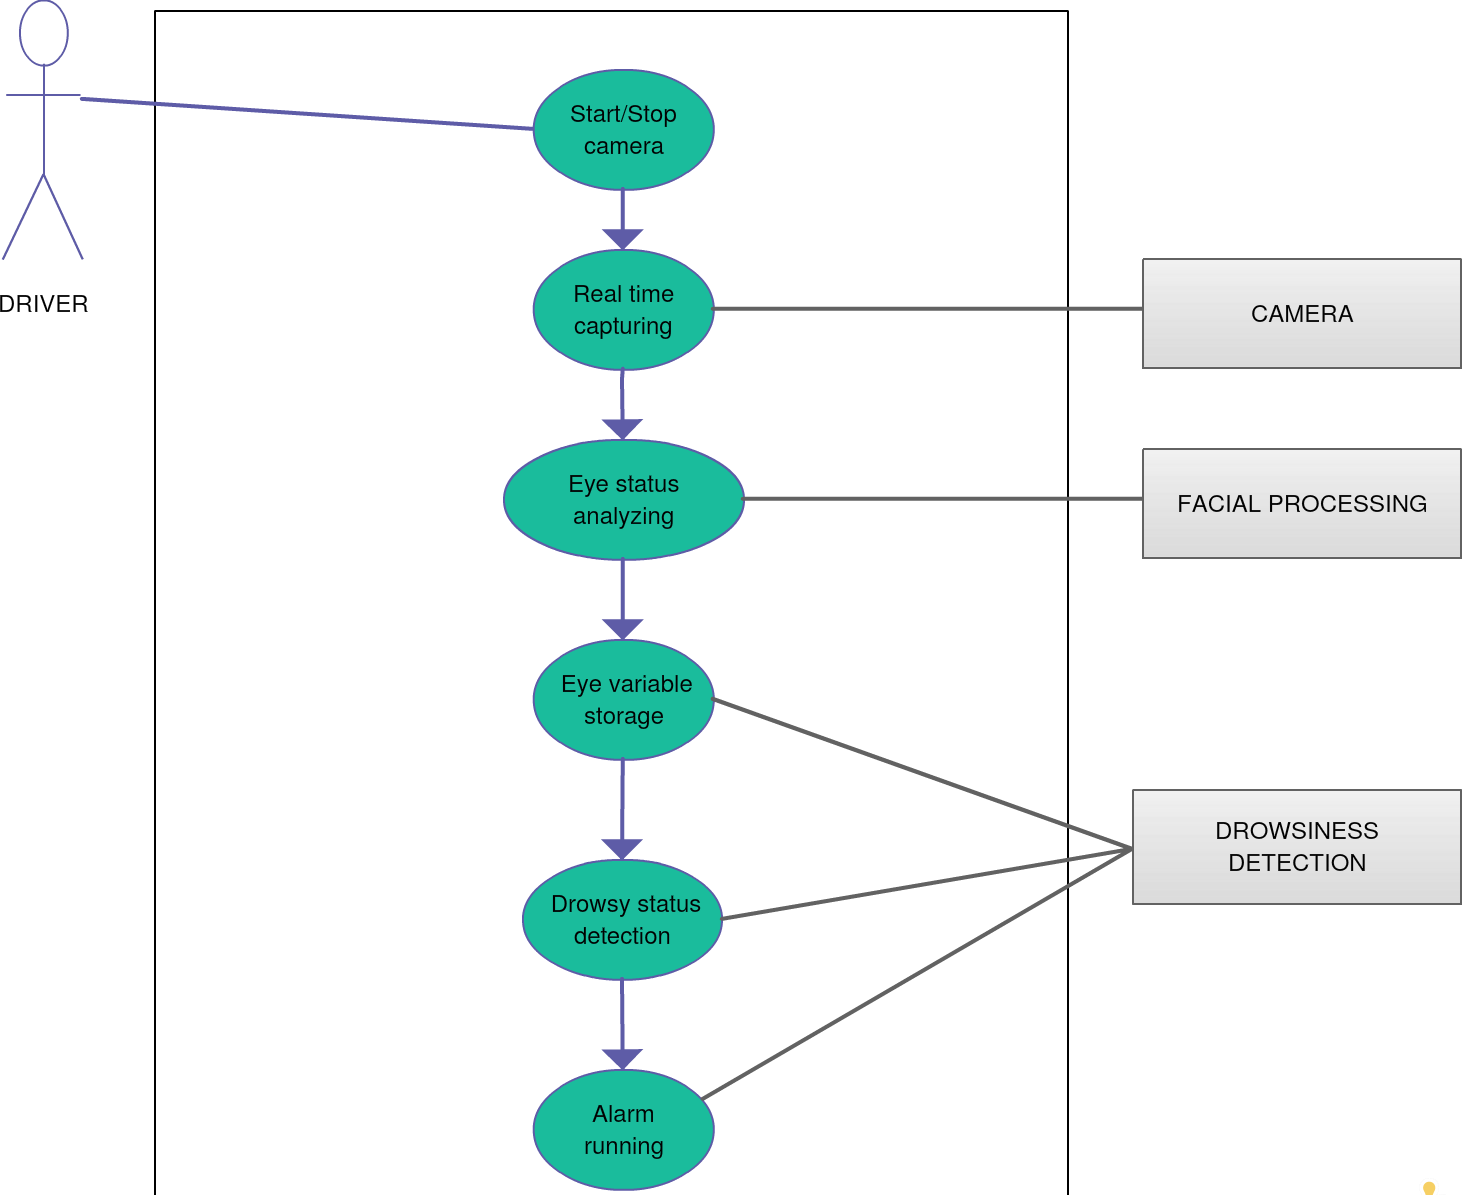 Start/Stop
camera
DRIVER
Real time
capturing
CAMERA
Eye status
analyzing
FACIAL PROCESSING
Eye variable
storage
DROWSINESS
DETECTION
Drowsy status
detection
Alarm
running